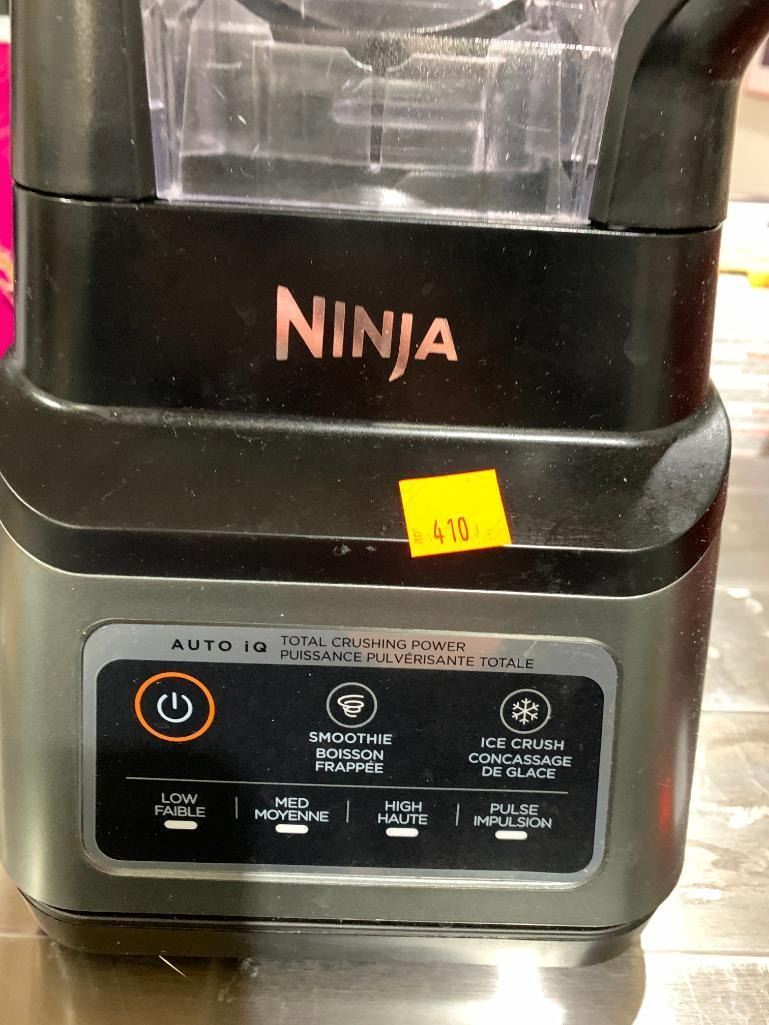 NINJA
410
AUTO iQ TOTAL CRUSHING POWER
PUISSANCE PULVÉRISANTE TOTALE
SMOOTHIE
BOISSON
FRAPPÉE
ICE CRUSH
CONCASSAGE
DE GLACE
LOW
FAIBLE
MED
MOYENNE
HIGH
HAUTE
PULSE
IMPULSION